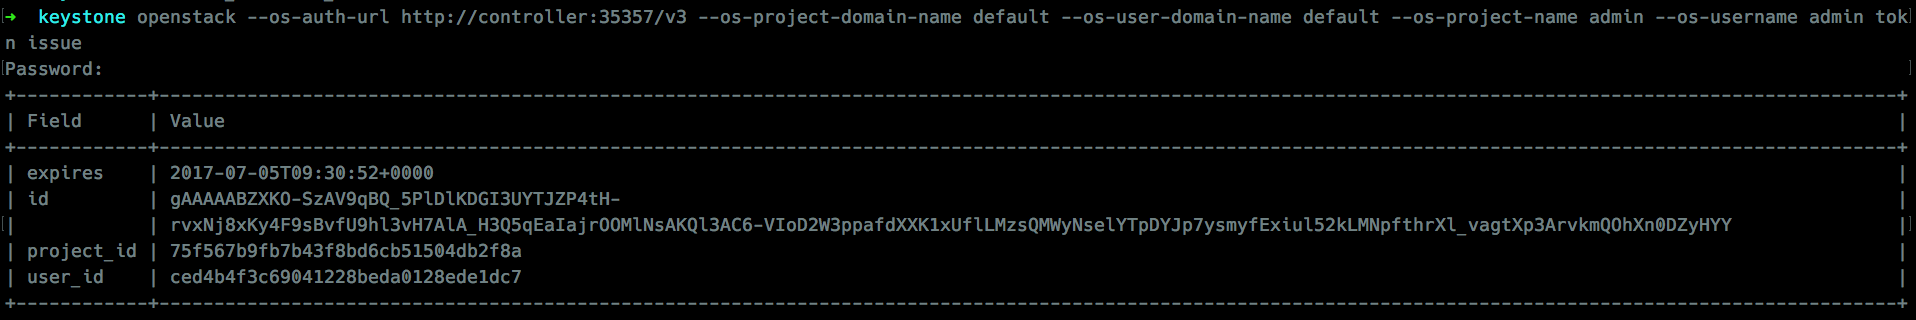 → keystone openstack --os-auth-url http://controller:35357/v3 --os-project-domain-name default --os-user-domain-name default --os-project-name admin --os-username admin tok
n issue
Password:
+------------+----------------------------------------------------------------------------------------------------------------------------------------------------------------+
| Field      | Value                                                                                                                                                          |
+------------+----------------------------------------------------------------------------------------------------------------------------------------------------------------+
| expires    | 2017-07-05T09:30:52+0000                                                                                                                                       |
| id         | gAAAAABZXKO-SzAV9qBQ_5PlDlKDGI3UYTJZP4tH-                                                                                                                      |
|            | rvxNj8xKy4F9sBvfU9hl3vH7AlA_H3Q5qEaIajrOOMlNsAKQl3AC6-VIoD2W3ppafdXXK1xUflLMzsQMWyNselYTpDYJp7ysmyfExiul52kLMNpfthrXl_vagtXp3ArvkmQOhXn0DZyHYY                  |
| project_id | 75f567b9fb7b43f8bd6cb51504db2f8a                                                                                                                               |
| user_id    | ced4b4f3c69041228beda0128ede1dc7                                                                                                                               |
+------------+----------------------------------------------------------------------------------------------------------------------------------------------------------------+